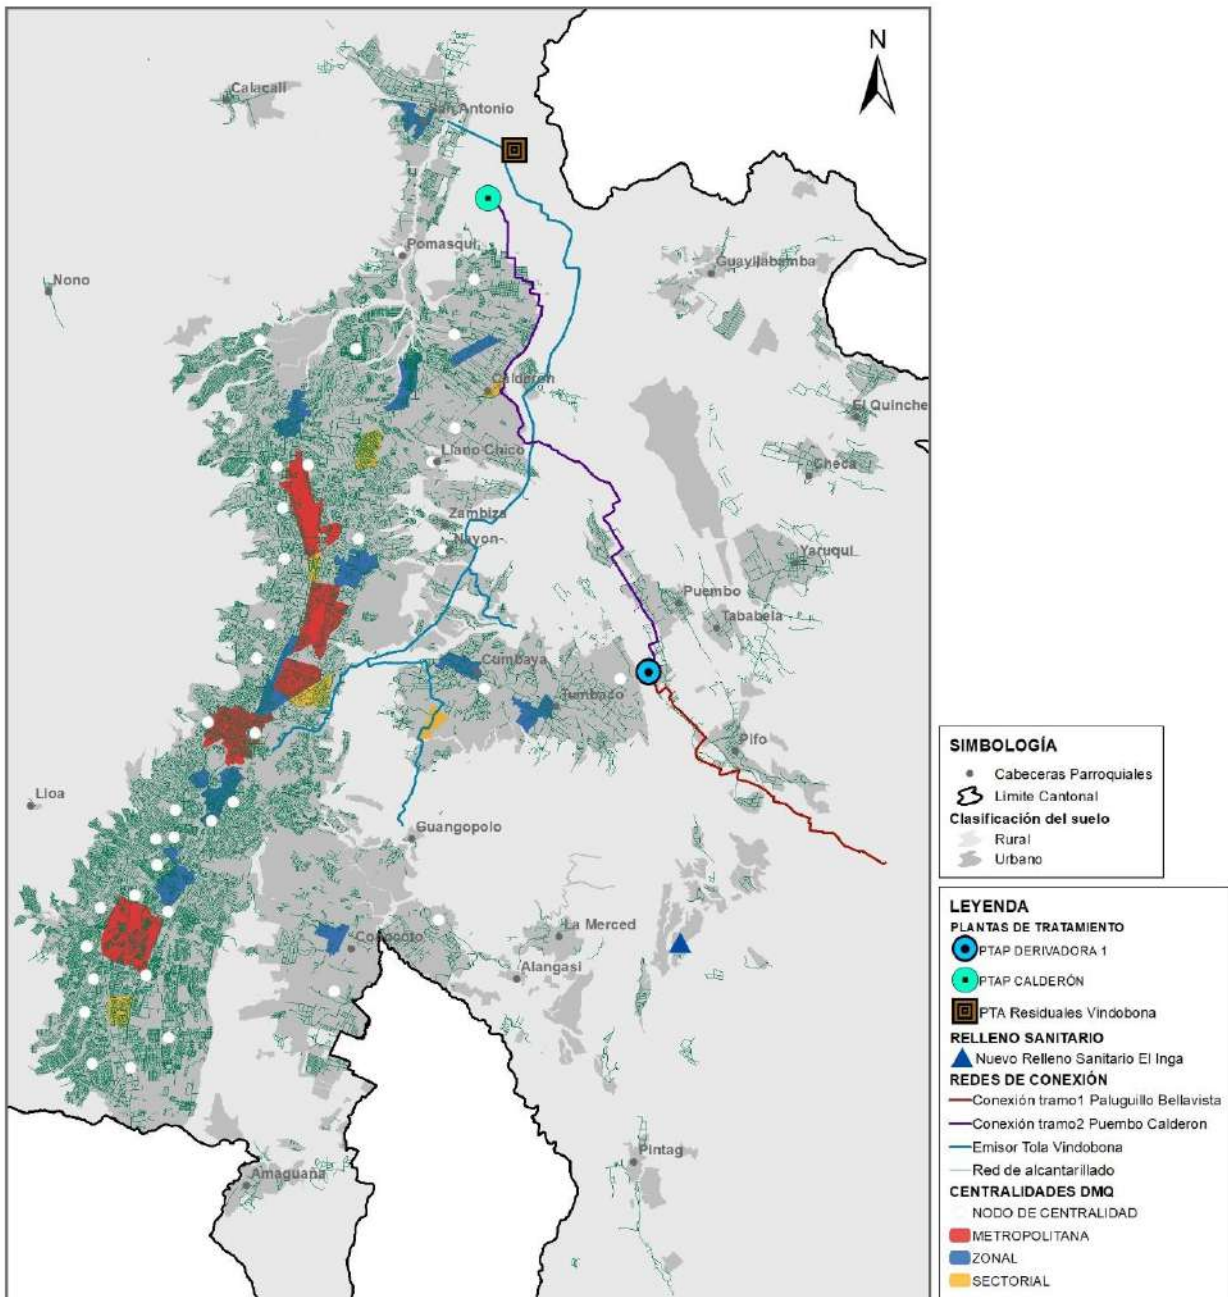 N
Calacali
San Antonio
Pomasqui
Guayllabamba
Nono
Calderon
El Quinche
Llano Chico
Checa
Zambiza
Nayon
Yaruqui
Puembo
Tababela
Cumbaya
Tumbaco
Pifo
Lloa
Guangopolo
La Merced
Conocoto
Alangasi
Pintag
Amaguaña
SIMBOLOGÍA
Cabeceras Parroquiales
Limite Cantonal
Clasificación del suelo
Rural
Urbano
LEYENDA
PLANTAS DE TRATAMIENTO
PTAP DERIVADORA 1
PTAP CALDERÓN
PTA Residuales Vindobona
RELLENO SANITARIO
Nuevo Relleno Sanitario El Inga
REDES DE CONEXIÓN
Conexión tramo1 Paluguillo Bellavista
Conexión tramo2 Puembo Calderon
Emisor Tola Vindobona
Red de alcantarillado
CENTRALIDADES DMQ
NODO DE CENTRALIDAD
METROPOLITANA
ZONAL
SECTORIAL